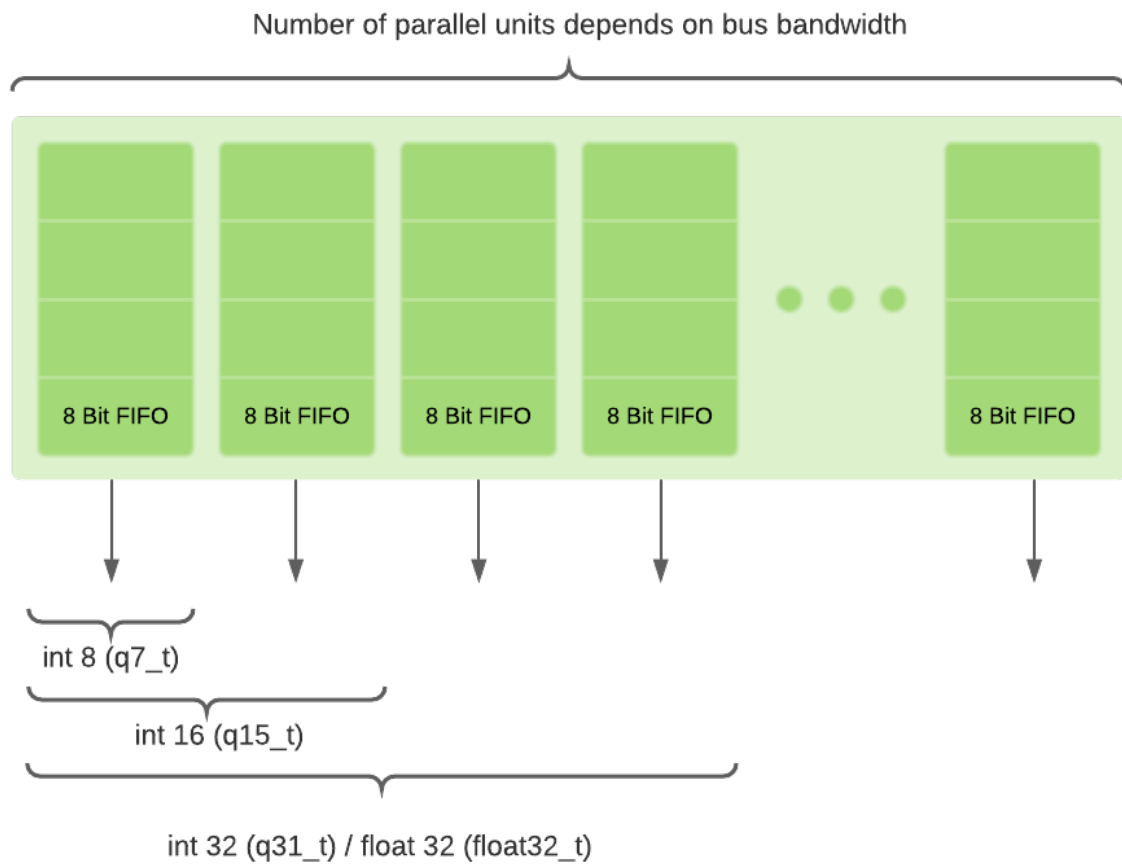 Number of parallel units depends on bus bandwidth
8 Bit FIFO
8 Bit FIFO
8 Bit FIFO
8 Bit FIFO
8 Bit FIFO
int 8 (q7_t)
int 16 (q15_t)
int 32 (q31_t) / float 32 (float32_t)